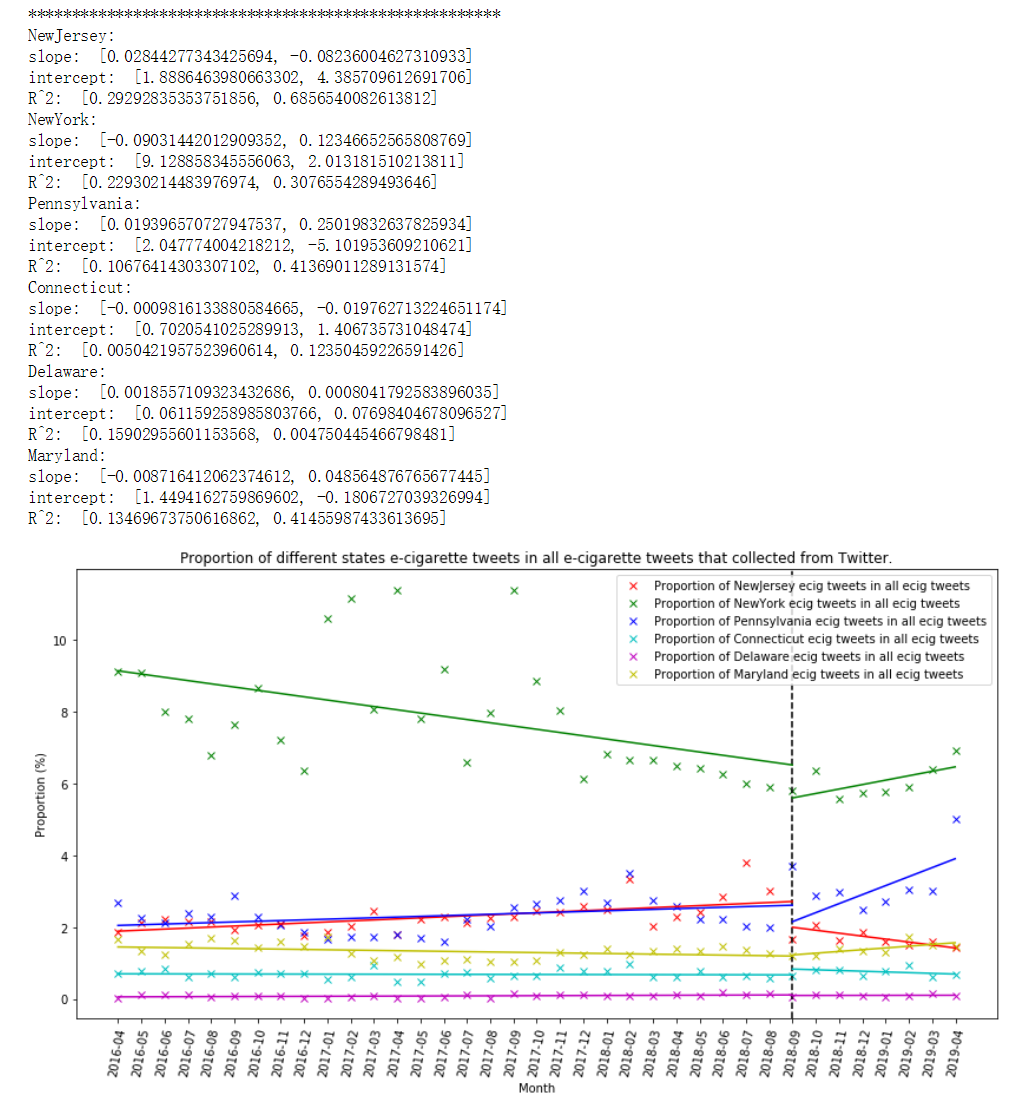 ******************************************************
NewJersey:
slope:  [0.02844277343425694, -0.08236004627310933]
intercept:  [1.8886463980663302, 4.385709612691706]
R^2:  [0.29292835353751856, 0.6856540082613812]
NewYork:
slope:  [-0.09031442012909352, 0.12346652565808769]
intercept:  [9.128858345556063, 2.013181510213811]
R^2:  [0.22930214483976974, 0.3076554289493646]
Pennsylvania:
slope:  [0.019396570727947537, 0.25019832637825934]
intercept:  [2.047774004218212, -5.101953609210621]
R^2:  [0.10676414303307102, 0.41369011289131574]
Connecticut:
slope:  [-0.0009816133880584665, -0.019762713224651174]
intercept:  [0.7020541025289913, 1.406735731048474]
R^2:  [0.0050421957523960614, 0.12350459226591426]
Delaware:
slope:  [0.0018557109323432686, 0.0008041792583896035]
intercept:  [0.061159258985803766, 0.07698404678096527]
R^2:  [0.15902955601153568, 0.004750445466798481]
Maryland:
slope:  [-0.008716412062374612, 0.048564876765677445]
intercept:  [1.4494162759869602, -0.1806727039326994]
R^2:  [0.13469673750616862, 0.41455987433613695]
Proportion of different states e-cigarette tweets in all e-cigarette tweets that collected from Twitter.
Proportion of NewJersey ecig tweets in all ecig tweets
Proportion of NewYork ecig tweets in all ecig tweets
Proportion of Pennsylvania ecig tweets in all ecig tweets
Proportion of Connecticut ecig tweets in all ecig tweets
Proportion of Delaware ecig tweets in all ecig tweets
Proportion of Maryland ecig tweets in all ecig tweets
Proportion (%)
10
8
6
4
2
0
2016-04
2016-05
2016-06
2016-07
2016-08
2016-09
2016-10
2016-11
2016-12
2017-01
2017-02
2017-03
2017-04
2017-05
2017-06
2017-07
2017-08
2017-09
2017-10
2017-11
2017-12
2018-01
2018-02
2018-03
2018-04
2018-05
2018-06
2018-07
2018-08
2018-09
2018-10
2018-11
2018-12
2019-01
2019-02
2019-03
2019-04
Month